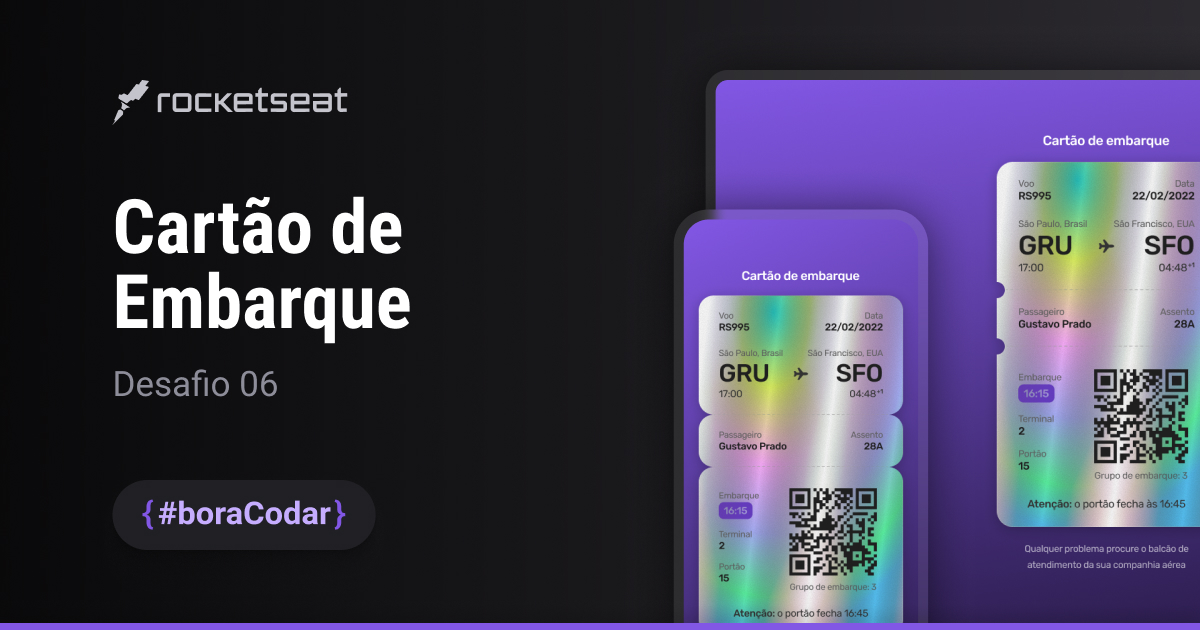 rocketseat
Cartão de
Embarque
Desafio 06
{#boraCodar}
Cartão de embarque
Voo Data
RS995 22/02/2022
São Paulo, Brasil São Francisco, EUA
GRU SFO
17:00 04:48+1
Passageiro Assento
Gustavo Prado 28A
Embarque
16:15
Terminal
2
Portão
15
Grupo de embarque: 3
Atenção: o portão fecha 16:45
Cartão de embarque
Voo Data
RS995 22/02/2022
São Paulo, Brasil São Francisco, EUA
GRU SFO
17:00 04:48+1
Passageiro Assento
Gustavo Prado 28A
Embarque
16:15
Terminal
2
Portão
15
Grupo de embarque: 3
Atenção: o portão fecha às 16:45
Qualquer problema procure o balcão de
atendimento da sua companhia aérea